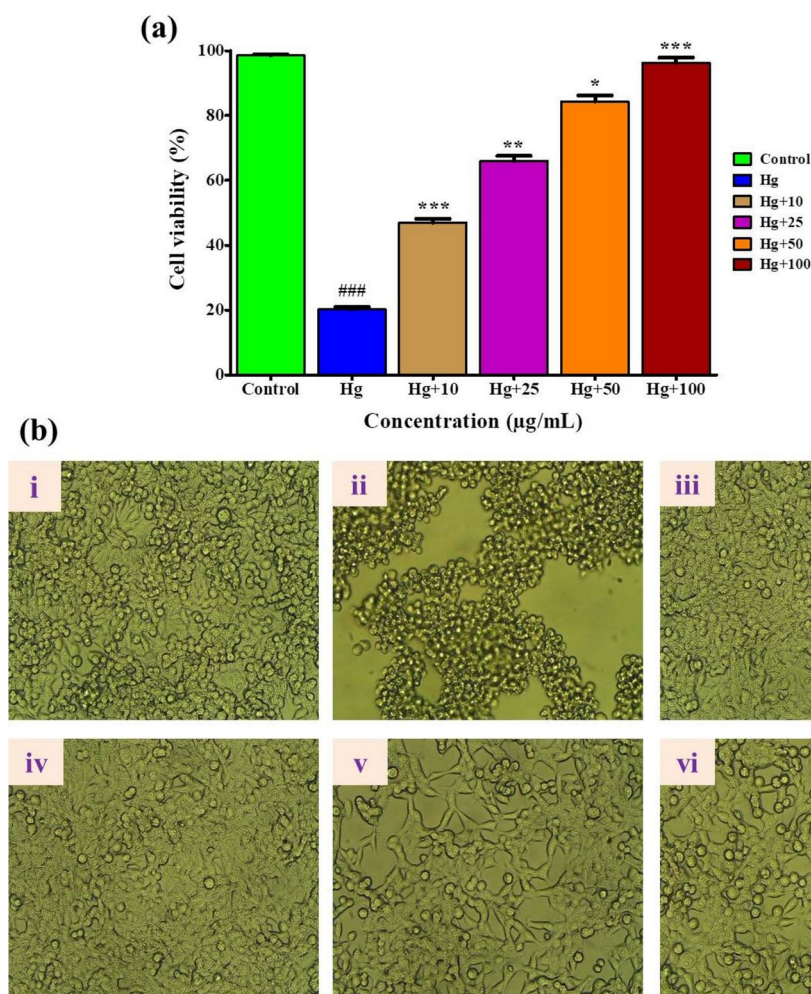 (a)
100
80
60
40
20
0
Cell viability (%)
###
***
**
*
***
Control
Hg
Hg+10
Hg+25
Hg+50
Hg+100
Control Hg Hg+10 Hg+25 Hg+50 Hg+100
Concentration (µg/mL)
(b)
i ii iii
iv v vi